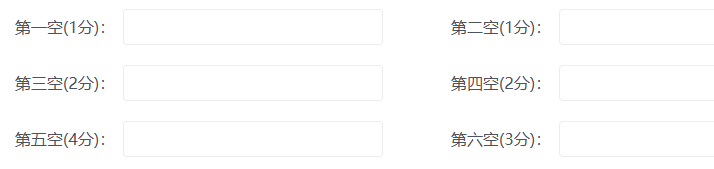 第一空(1分)： 第二空(1分)：
第三空(2分)： 第四空(2分)：
第五空(4分)： 第六空(3分)：